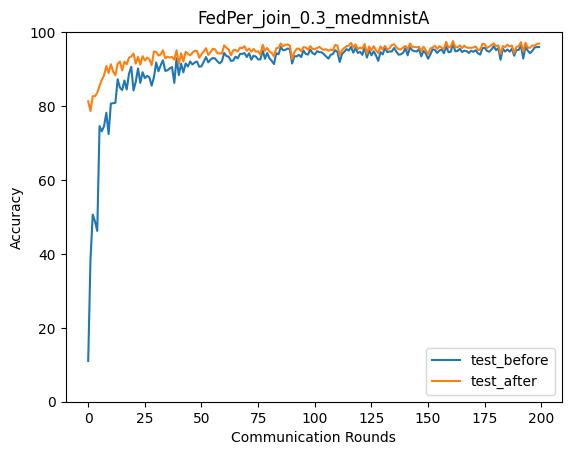 FedPer_join_0.3_medmnistA
100
80
60
40
20
0
Accuracy
0 25 50 75 100 125 150 175 200
Communication Rounds
test_before
test_after